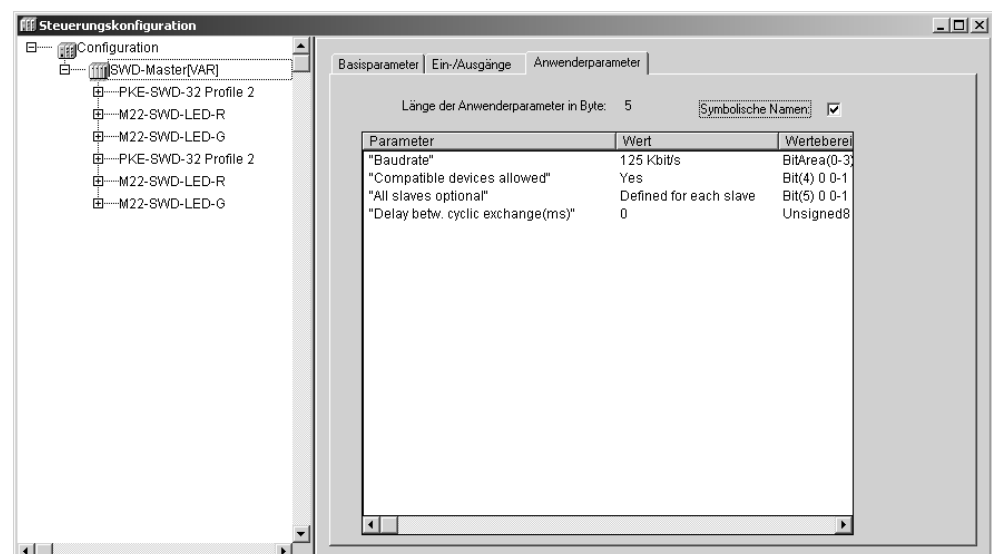 Steuerungskonfiguration
Configuration
SWD-Master[VAR]
PKE-SWD-32 Profile 2
M22-SWD-LED-R
M22-SWD-LED-G
PKE-SWD-32 Profile 2
M22-SWD-LED-R
M22-SWD-LED-G
Basisparameter Ein-/Ausgänge Anwenderparameter
Länge der Anwenderparameter in Byte: 5 Symbolische Namen:
Parameter Wert Werteberei
"Baudrate" 125 Kbit/s BitArea(0-3)
"Compatible devices allowed" Yes Bit(4) 0 0-1
"All slaves optional" Defined for each slave Bit(5) 0 0-1
"Delay betw. cyclic exchange(ms)" 0 Unsigned8